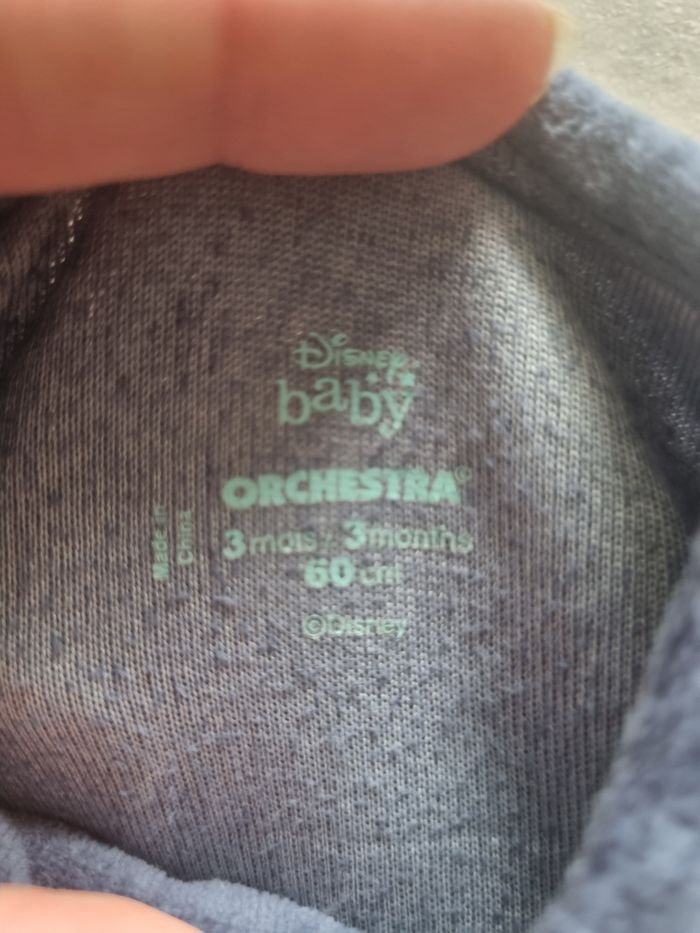 Disney
baby
ORCHESTRA®
3 mois / 3 months
60 cm
©Disney
Made in
China